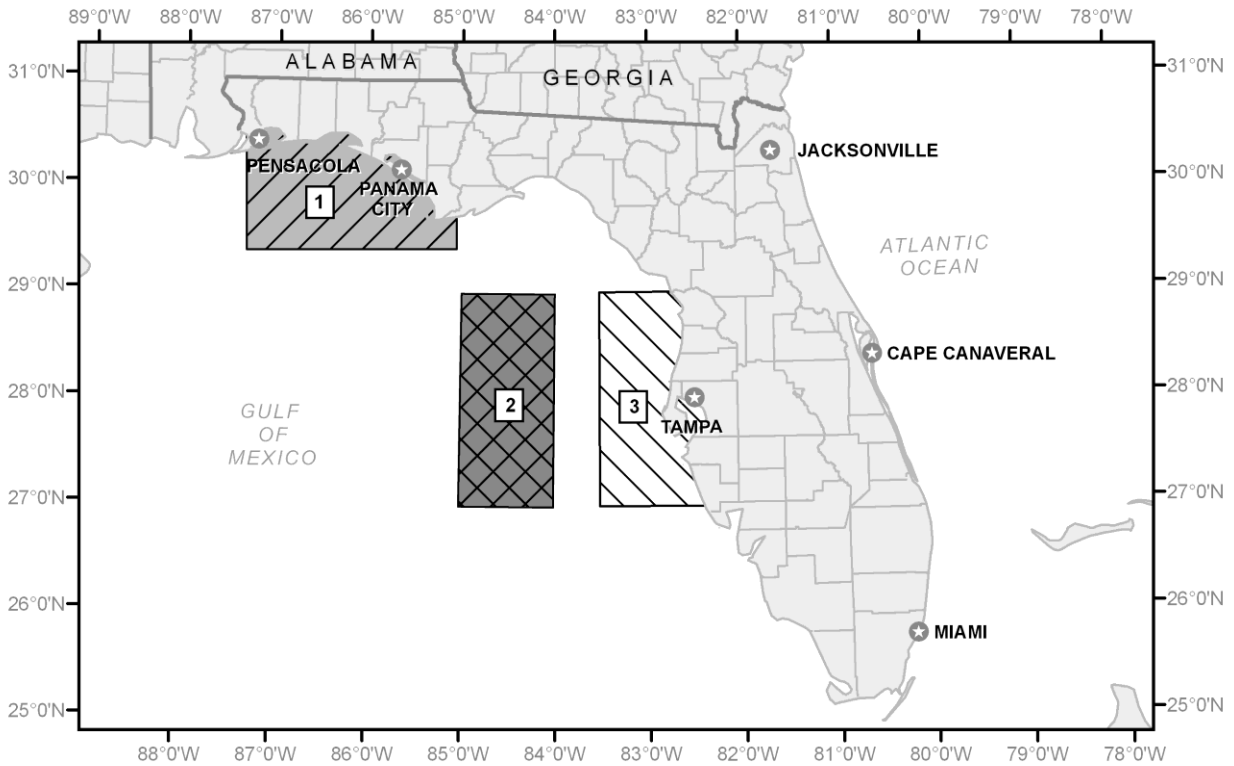 89°0'W 88°0'W 87°0'W 86°0'W 85°0'W 84°0'W 83°0'W 82°0'W 81°0'W 80°0'W 79°0'W 78°0'W
ALABAMA
GEORGIA
31°0'N
31°0'N
JACKSONVILLE
PENSACOLA
30°0'N
30°0'N
PANAMA
CITY
1
ATLANTIC
OCEAN
29°0'N
29°0'N
CAPE CANAVERAL
28°0'N
28°0'N
2
3
GULF
OF
MEXICO
TAMPA
27°0'N
27°0'N
26°0'N
26°0'N
MIAMI
25°0'N
25°0'N
88°0'W 87°0'W 86°0'W 85°0'W 84°0'W 83°0'W 82°0'W 81°0'W 80°0'W 79°0'W 78°0'W